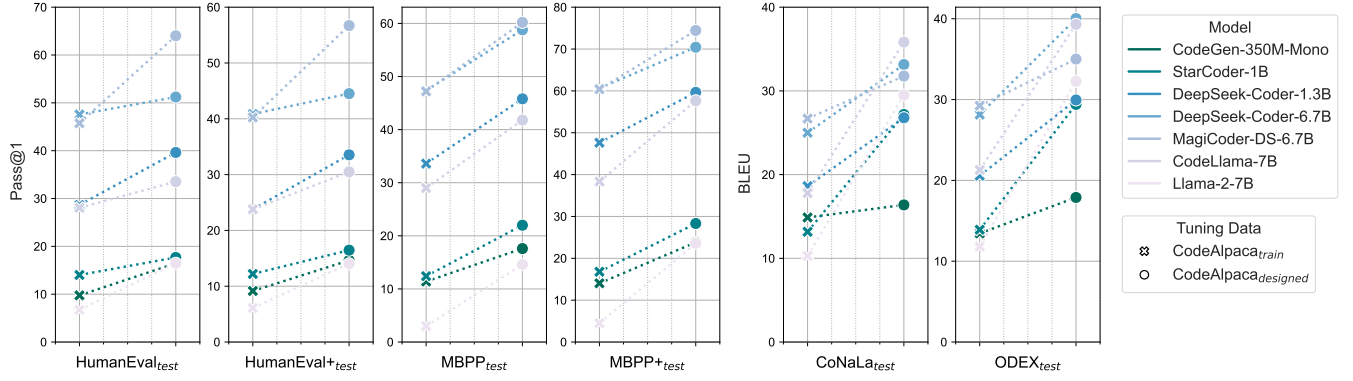 Pass@1
70
60
50
40
30
20
10
0
HumanEval_test
60
50
40
30
20
10
0
HumanEval+_test
60
50
40
30
20
10
0
MBPP_test
80
70
60
50
40
30
20
10
0
MBPP+_test
BLEU
40
30
20
10
0
CoNaLa_test
40
30
20
10
0
ODEX_test
Model
CodeGen-350M-Mono
StarCoder-1B
DeepSeek-Coder-1.3B
DeepSeek-Coder-6.7B
MagiCoder-DS-6.7B
CodeLlama-7B
Llama-2-7B
Tuning Data
CodeAlpaca_train
CodeAlpaca_designed